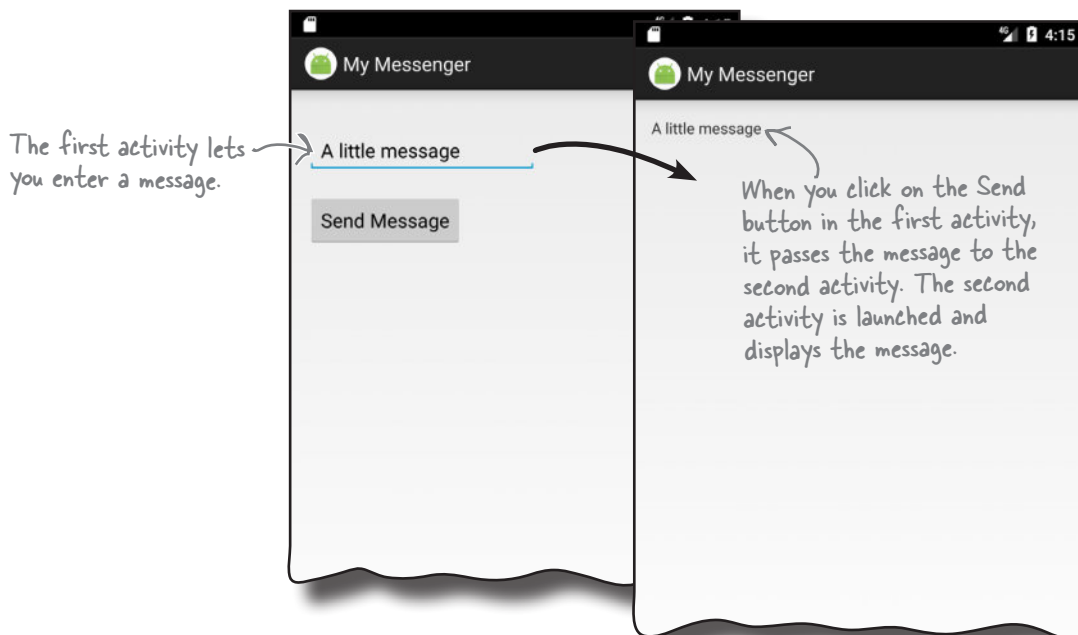 My Messenger
4G 4:15
My Messenger
The first activity lets
you enter a message.
A little message
Send Message
A little message
When you click on the Send
button in the first activity,
it passes the message to the
second activity. The second
activity is launched and
displays the message.